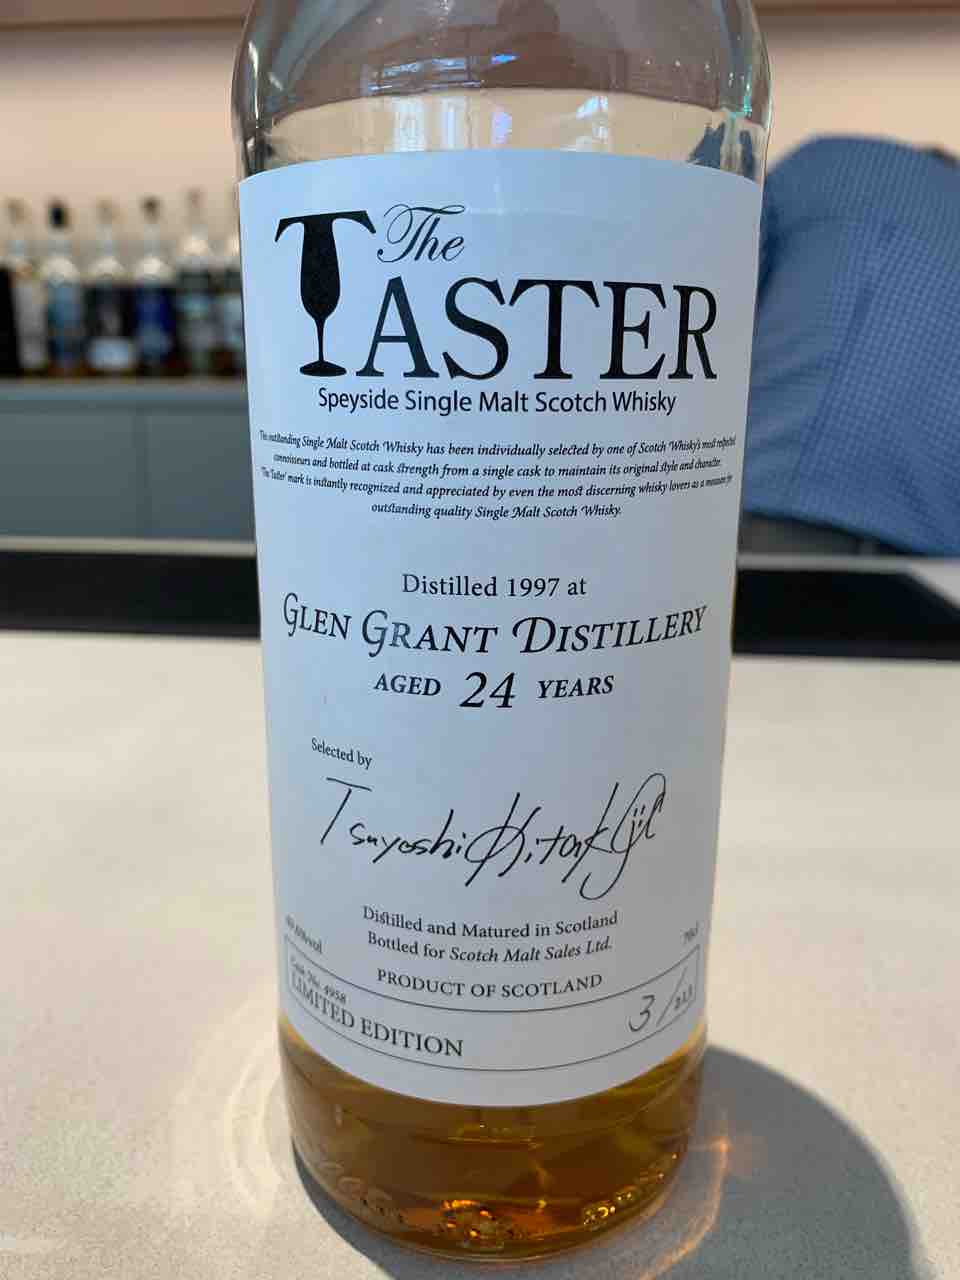 The
TASTER
Speyside Single Malt Scotch Whisky
This outstanding Single Malt Scotch Whisky has been individually selected by one of Scotch Whisky's most respected
connoisseurs and bottled at cask strength from a single cask to maintain its original style and character.
The 'Taster' mark is instantly recognized and appreciated by even the most discerning whisky lovers as a measure for
outstanding quality Single Malt Scotch Whisky.
Distilled 1997 at
GLEN GRANT DISTILLERY
AGED 24 YEARS
Selected by
Tsuyoshi
Distilled and Matured in Scotland
Bottled for Scotch Malt Sales Ltd.
70cl
PRODUCT OF SCOTLAND
Cask No. 4958
LIMITED EDITION
3/